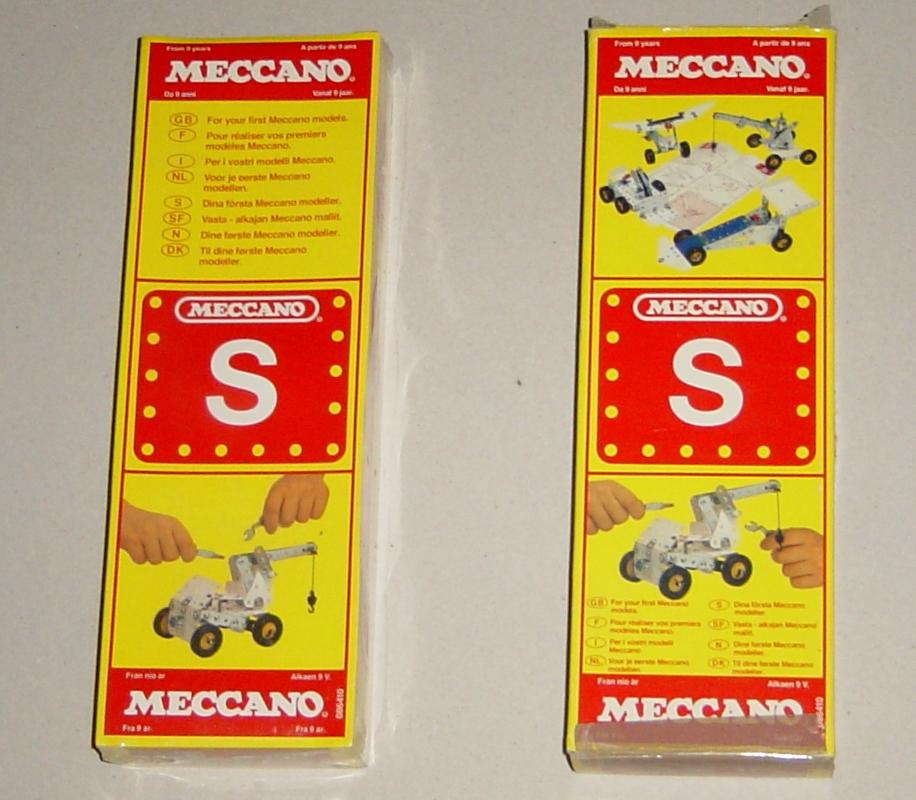 From 9 years A partir de 9 ans
MECCANO
Da 9 anni Vanaf 9 jaar.
GB For your first Meccano models.
F Pour réaliser vos premiers
modèles Meccano.
I Per i vostri modelli Meccano.
NL Voor je eerste Meccano
modellen.
S Dina första Meccano modeller.
SF Vasta - alkajan Meccano mallit.
N Dine første Meccano modeller.
DK Til dine første Meccano
modeller.
MECCANO
S
Från nio år Alkaen 9 V.
MECCANO
086410
Fra 9 år. Fra 9 år.
From 9 years A partir de 9 ans
MECCANO
Da 9 anni Vanaf 9 jaar.
MECCANO
S
GB For your first Meccano
models.
F Pour réaliser vos premiers
modèles Meccano.
I Per i vostri modelli
Meccano.
NL Voor je eerste Meccano
modellen.
S Dina första Meccano
modeller.
SF Vasta - alkajan Meccano
mallit.
N Dine første Meccano
modeller.
DK Til dine første Meccano
modeller.
Från nio år Alkaen 9 V.
MECCANO